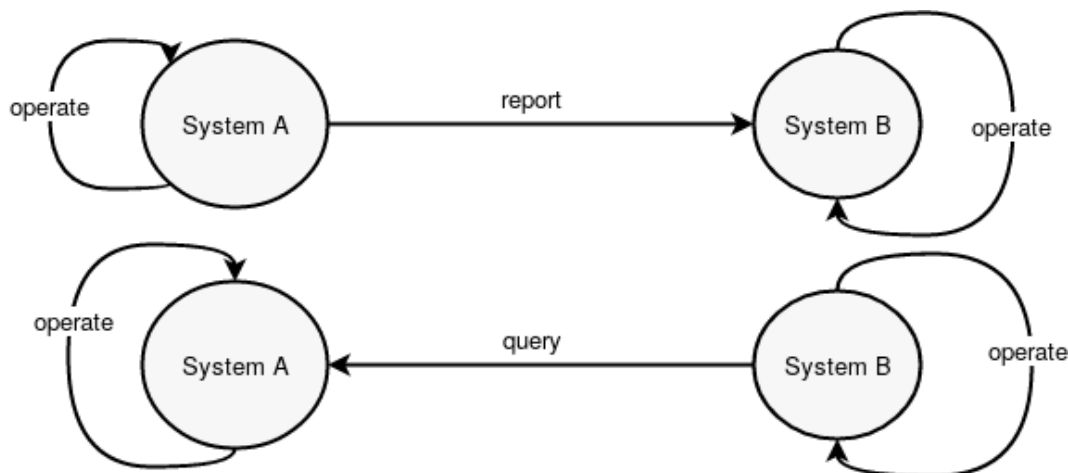 operate
System A
report
System B
operate
operate
System A
query
System B
operate